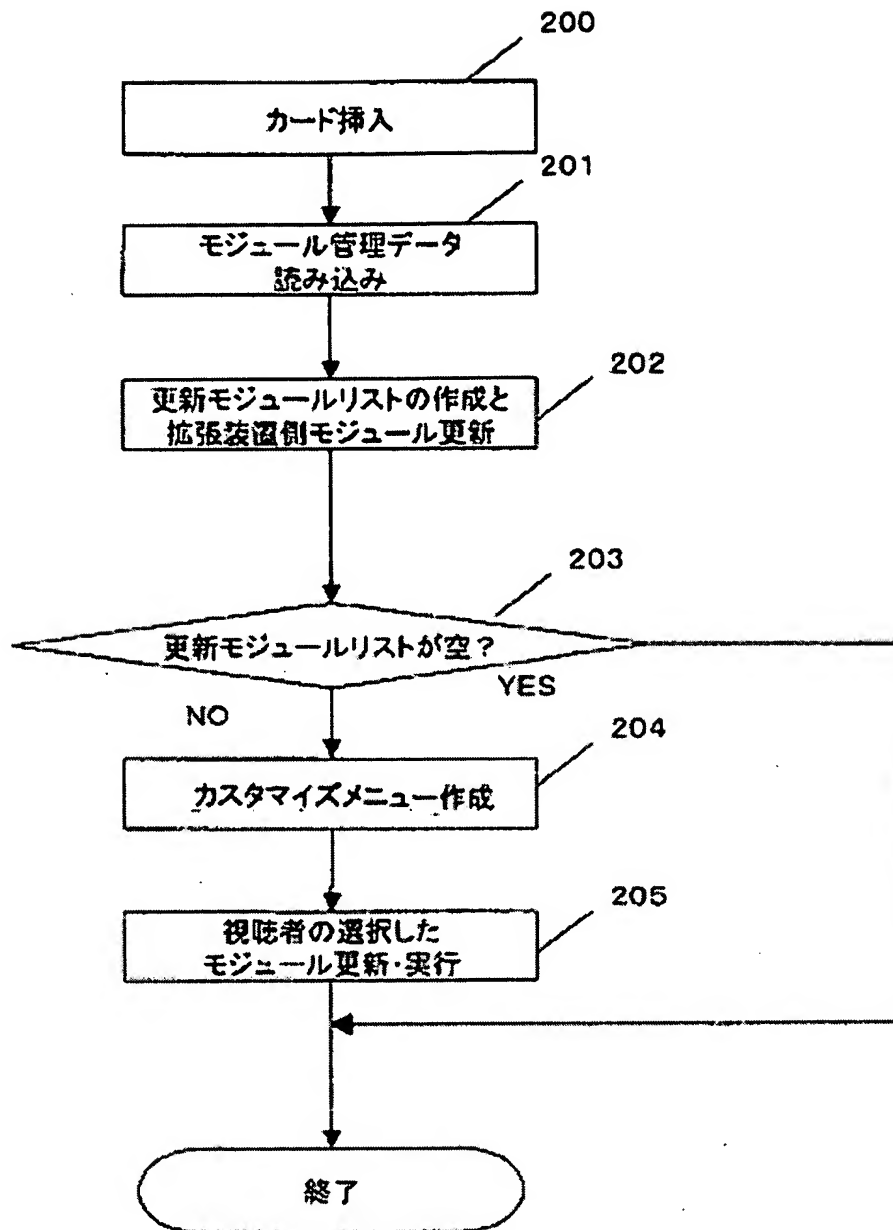 200
カード挿入
201
モジュール管理データ
読み込み
202
更新モジュールリストの作成と
拡張装置側モジュール更新
203
更新モジュールリストが空？
YES
NO
204
カスタマイズメニュー作成
205
視聴者の選択した
モジュール更新・実行
終了